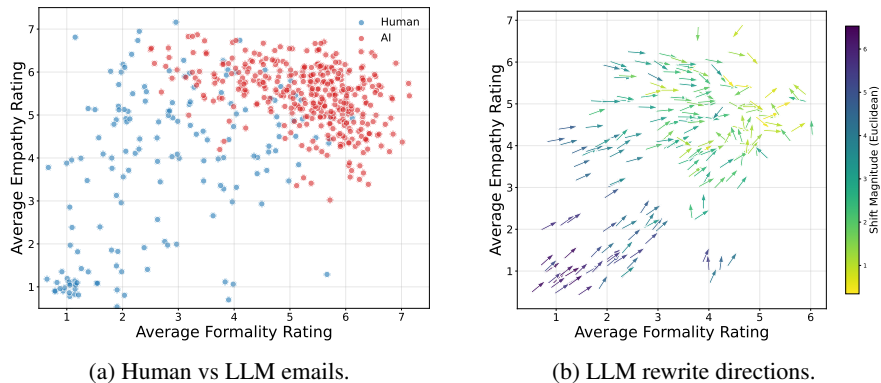 Human
AI
Average Empathy Rating
7
6
5
4
3
2
1
1 2 3 4 5 6 7
Average Formality Rating
(a) Human vs LLM emails.
Average Empathy Rating
7
6
5
4
3
2
1
1 2 3 4 5 6
Average Formality Rating
Shift Magnitude (Euclidean)
6
5
4
3
2
1
(b) LLM rewrite directions.